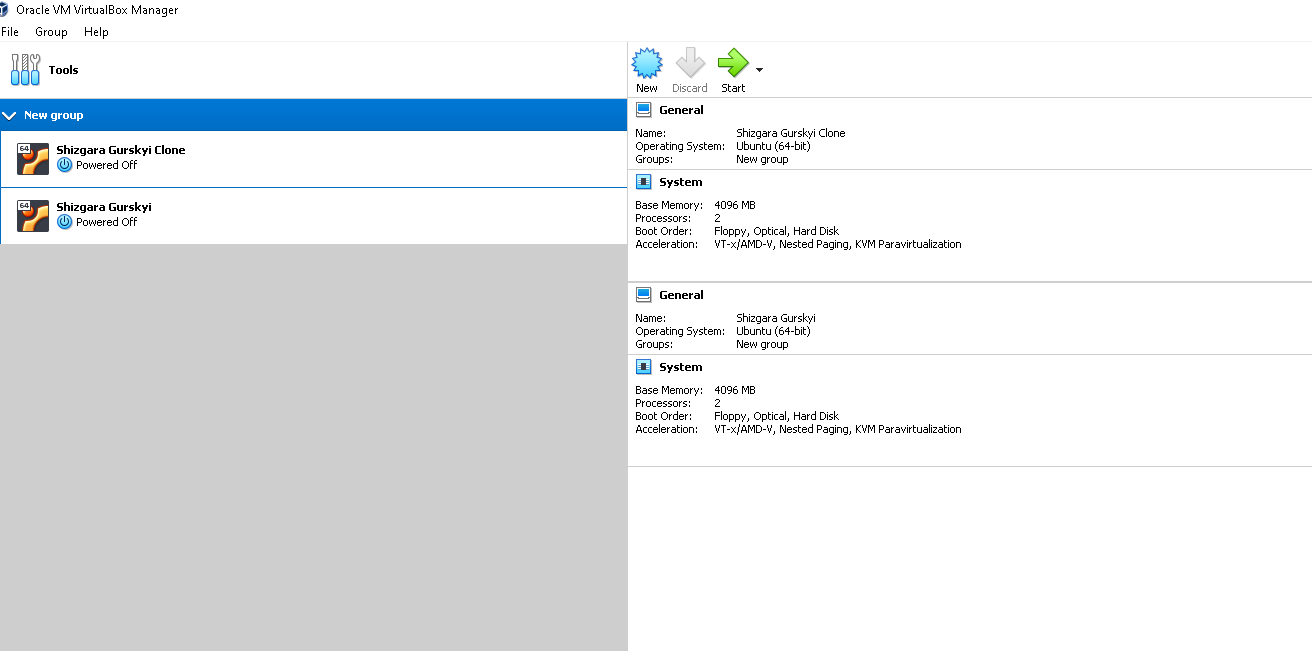 Oracle VM VirtualBox Manager
File Group Help
Tools
New Discard Start
New group
64
Shizgara Gurskyi Clone
Powered Off
64
Shizgara Gurskyi
Powered Off
General
Name: Shizgara Gurskyi Clone
Operating System: Ubuntu (64-bit)
Groups: New group
System
Base Memory: 4096 MB
Processors: 2
Boot Order: Floppy, Optical, Hard Disk
Acceleration: VT-x/AMD-V, Nested Paging, KVM Paravirtualization
General
Name: Shizgara Gurskyi
Operating System: Ubuntu (64-bit)
Groups: New group
System
Base Memory: 4096 MB
Processors: 2
Boot Order: Floppy, Optical, Hard Disk
Acceleration: VT-x/AMD-V, Nested Paging, KVM Paravirtualization